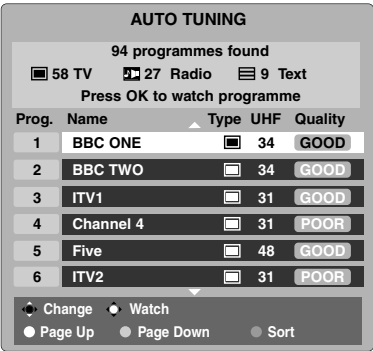 AUTO TUNING
94 programmes found
58 TV 27 Radio 9 Text
Press OK to watch programme
Prog. Name Type UHF Quality
1 BBC ONE 34 GOOD
2 BBC TWO 34 GOOD
3 ITV1 31 GOOD
4 Channel 4 31 POOR
5 Five 48 GOOD
6 ITV2 31 POOR
Change Watch
Page Up Page Down Sort